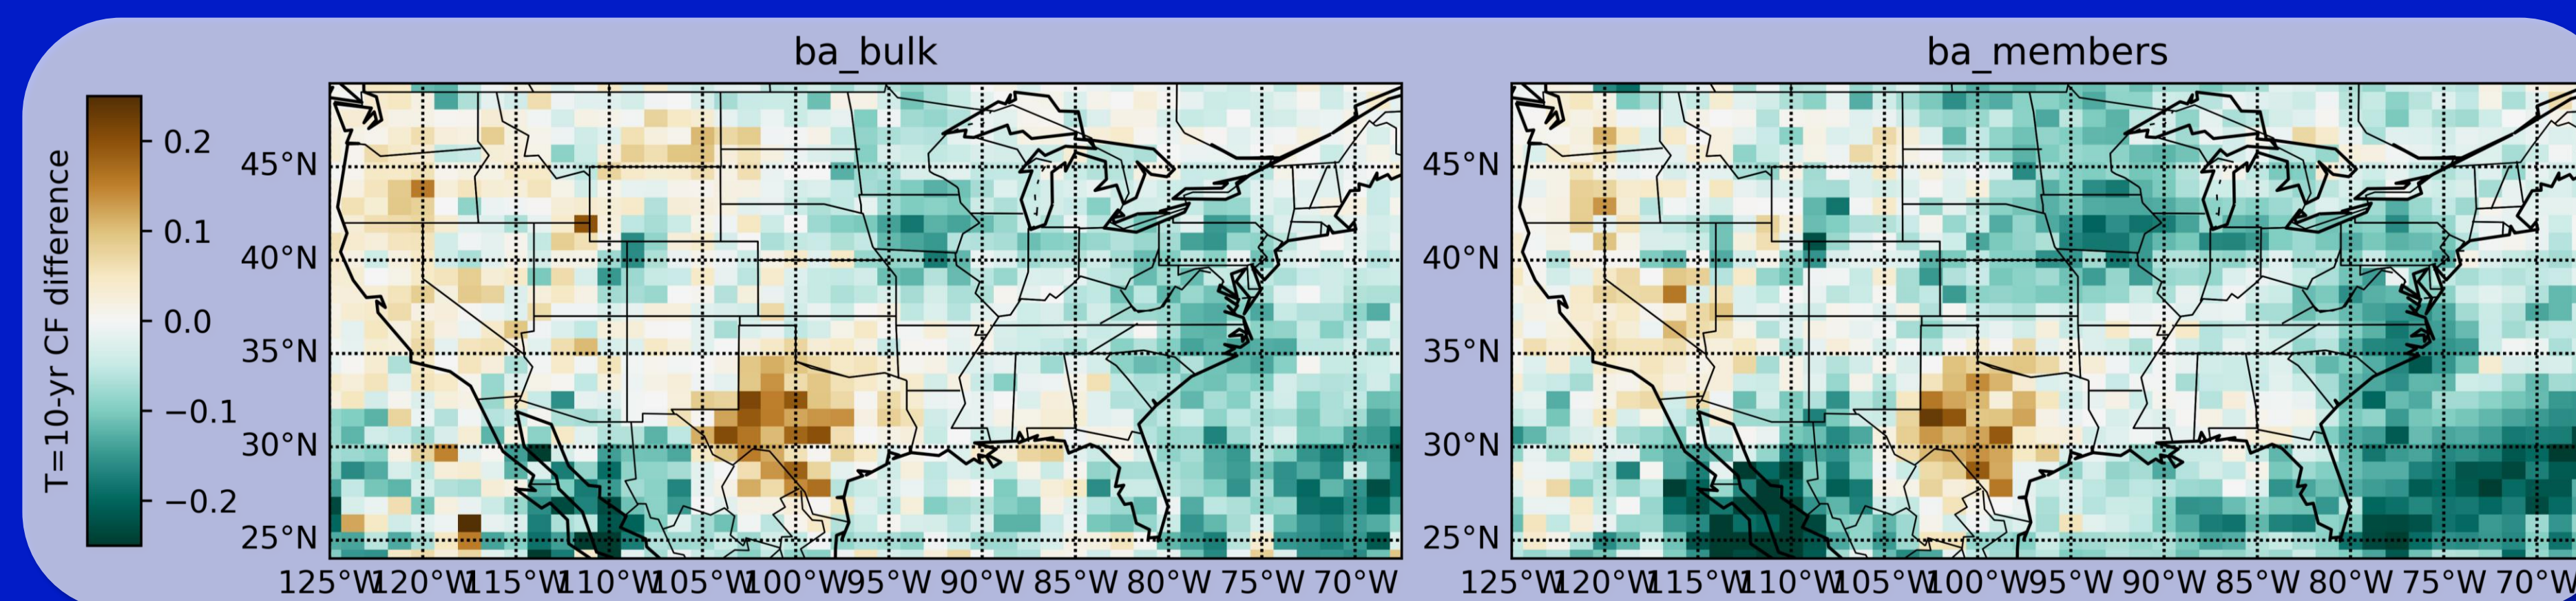 ba_bulk
ba_members
T=10-yr CF difference
0.2
0.1
0.0
−0.1
−0.2
45°N
40°N
35°N
30°N
25°N
125°W 120°W 115°W 110°W 105°W 100°W 95°W 90°W 85°W 80°W 75°W 70°W
45°N
40°N
35°N
30°N
25°N
125°W 120°W 115°W 110°W 105°W 100°W 95°W 90°W 85°W 80°W 75°W 70°W